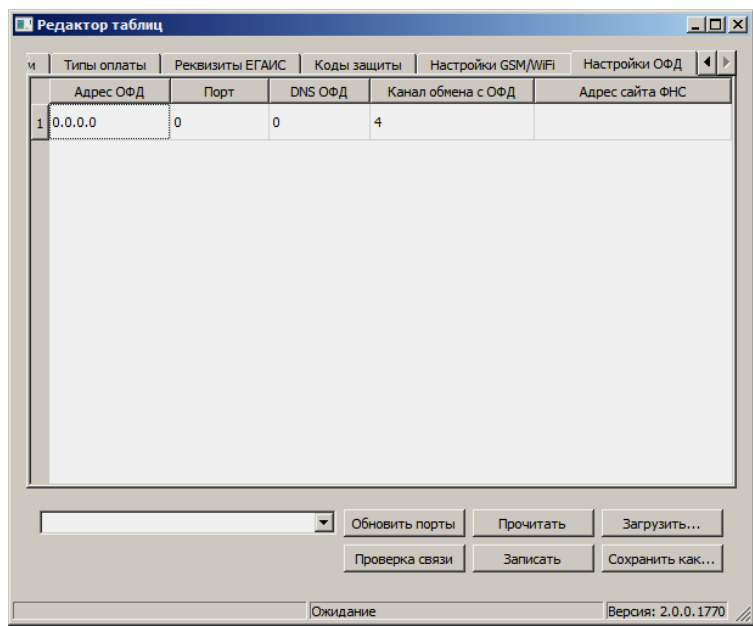 Редактор таблиц
и Типы оплаты Реквизиты ЕГАИС Коды защиты Настройки GSM/WiFi Настройки ОФД
Адрес ОФД Порт DNS ОФД Канал обмена с ОФД Адрес сайта ФНС
1 0.0.0.0 0 0 4
Обновить порты Прочитать Загрузить...
Проверка связи Записать Сохранить как...
Ожидание Версия: 2.0.0.1770